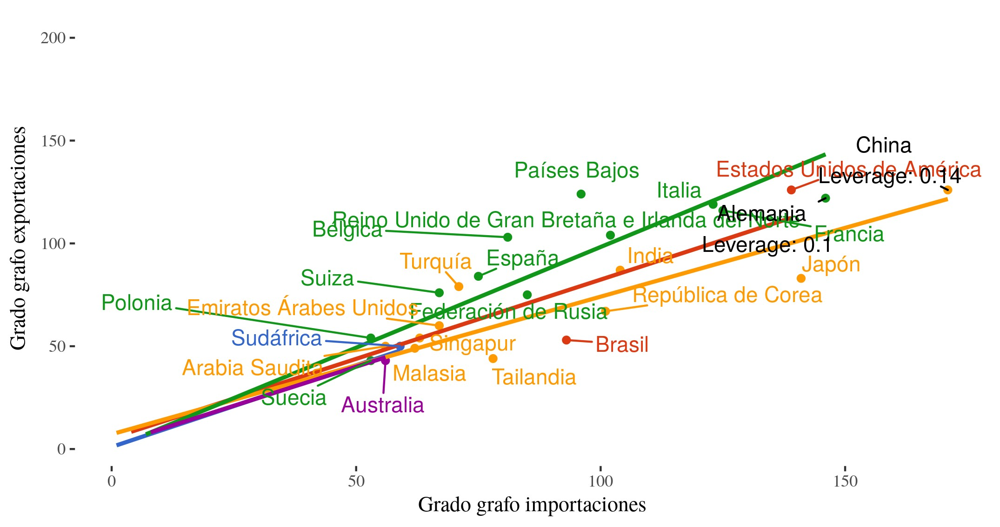 200
150
100
50
0
Grado grafo exportaciones
China
Estados Unidos de América
Leverage: 0.14
Países Bajos
Italia
Alemania
Reino Unido de Gran Bretaña e Irlanda del Norte
Bélgica
Francia
Leverage: 0.1
India
España
Turquía
Japón
Suiza
República de Corea
Polonia
Emiratos Árabes Unidos
Federación de Rusia
Sudáfrica
Singapur
Brasil
Arabia Saudita
Malasia
Tailandia
Suecia
Australia
0 50 100 150
Grado grafo importaciones